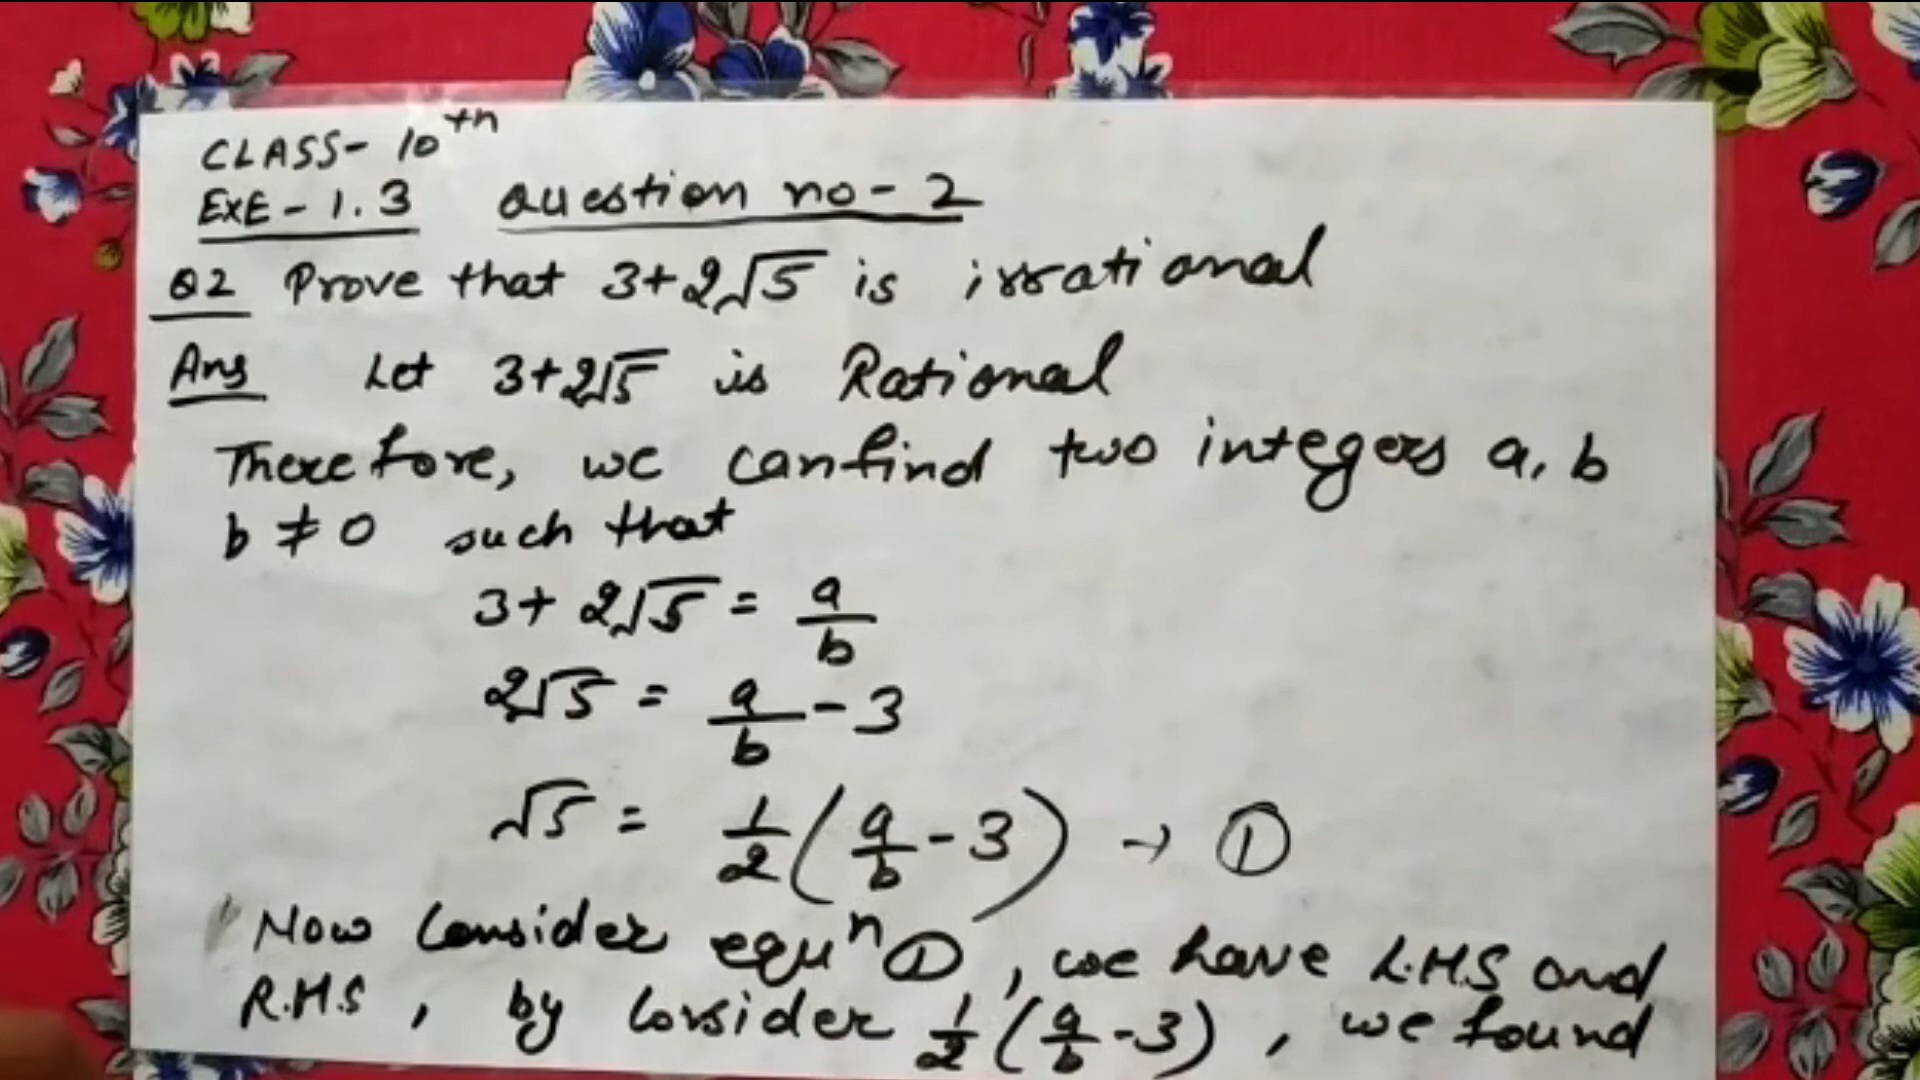 CLASS- 10th
EXE - 1.3 Question no - 2
Q2 Prove that 3+2√5 is irrational
Ans Let 3+2√5 is Rational
Therefore, we can find two integers a, b
b ≠ 0 such that
3+ 2√5 = a/b
2√5 = a/b - 3
√5 = 1/2 (a/b - 3) → ①
Now Consider equⁿ ①, we have L.H.S and
R.H.S , by Consider 1/2 (a/b - 3) , we found